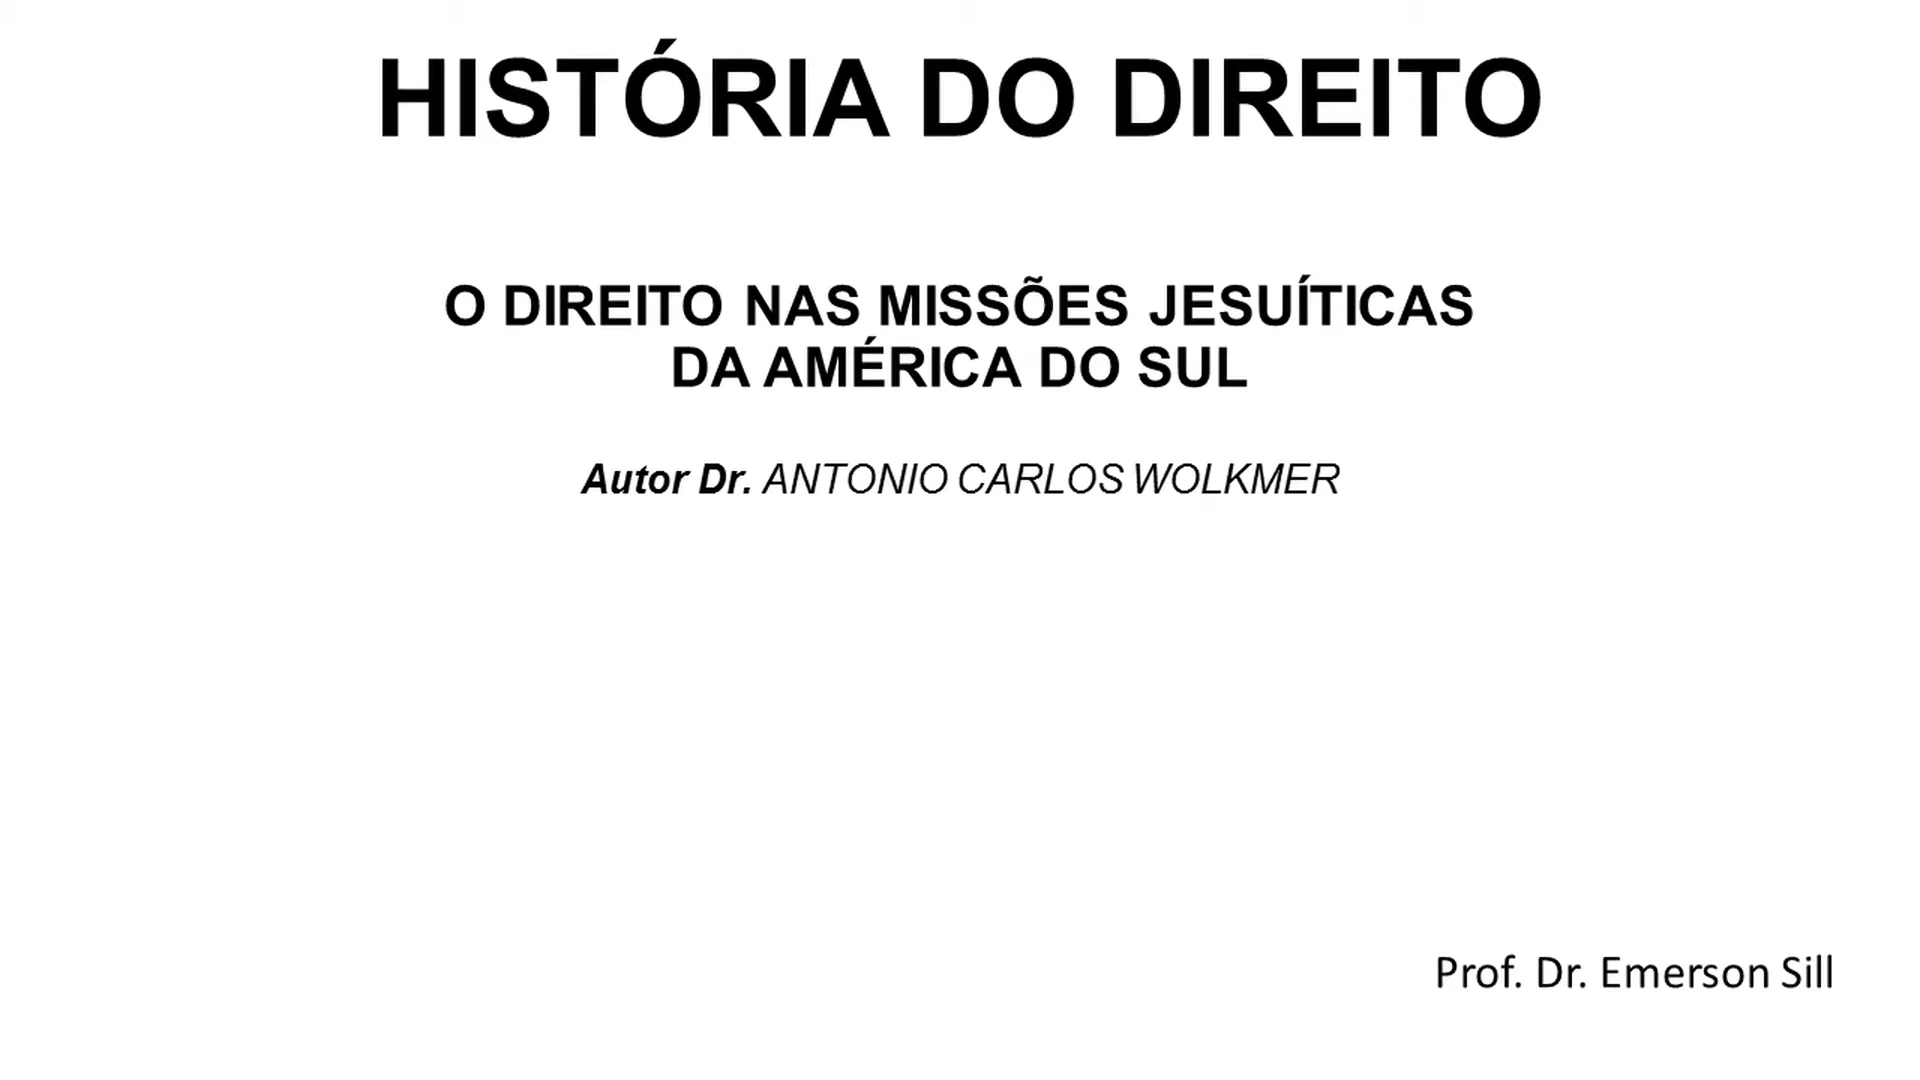 HISTÓRIA DO DIREITO
O DIREITO NAS MISSÕES JESUÍTICAS
DA AMÉRICA DO SUL
Autor Dr. ANTONIO CARLOS WOLKMER
Prof. Dr. Emerson Sill